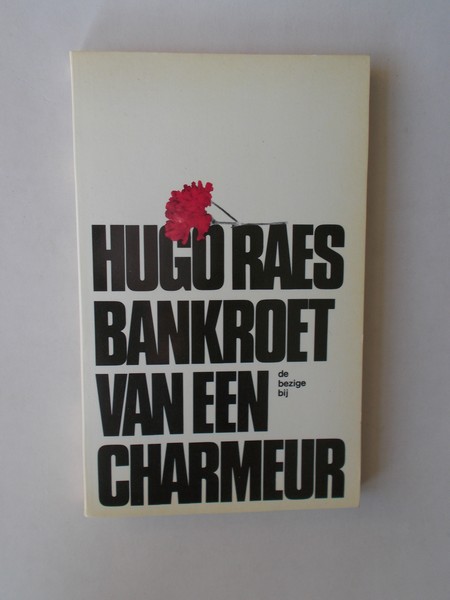 HUGO RAES
BANKROET
VAN EEN
CHARMEUR
de
bezige
bij